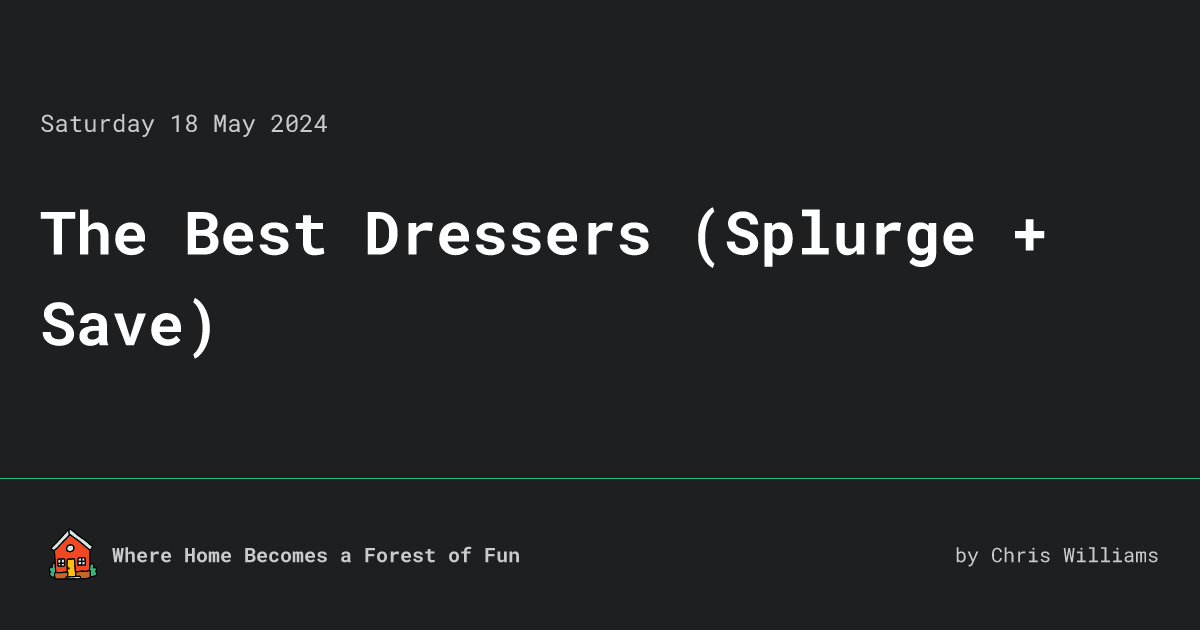 Saturday 18 May 2024
The Best Dressers (Splurge +
Save)
Where Home Becomes a Forest of Fun
by Chris Williams